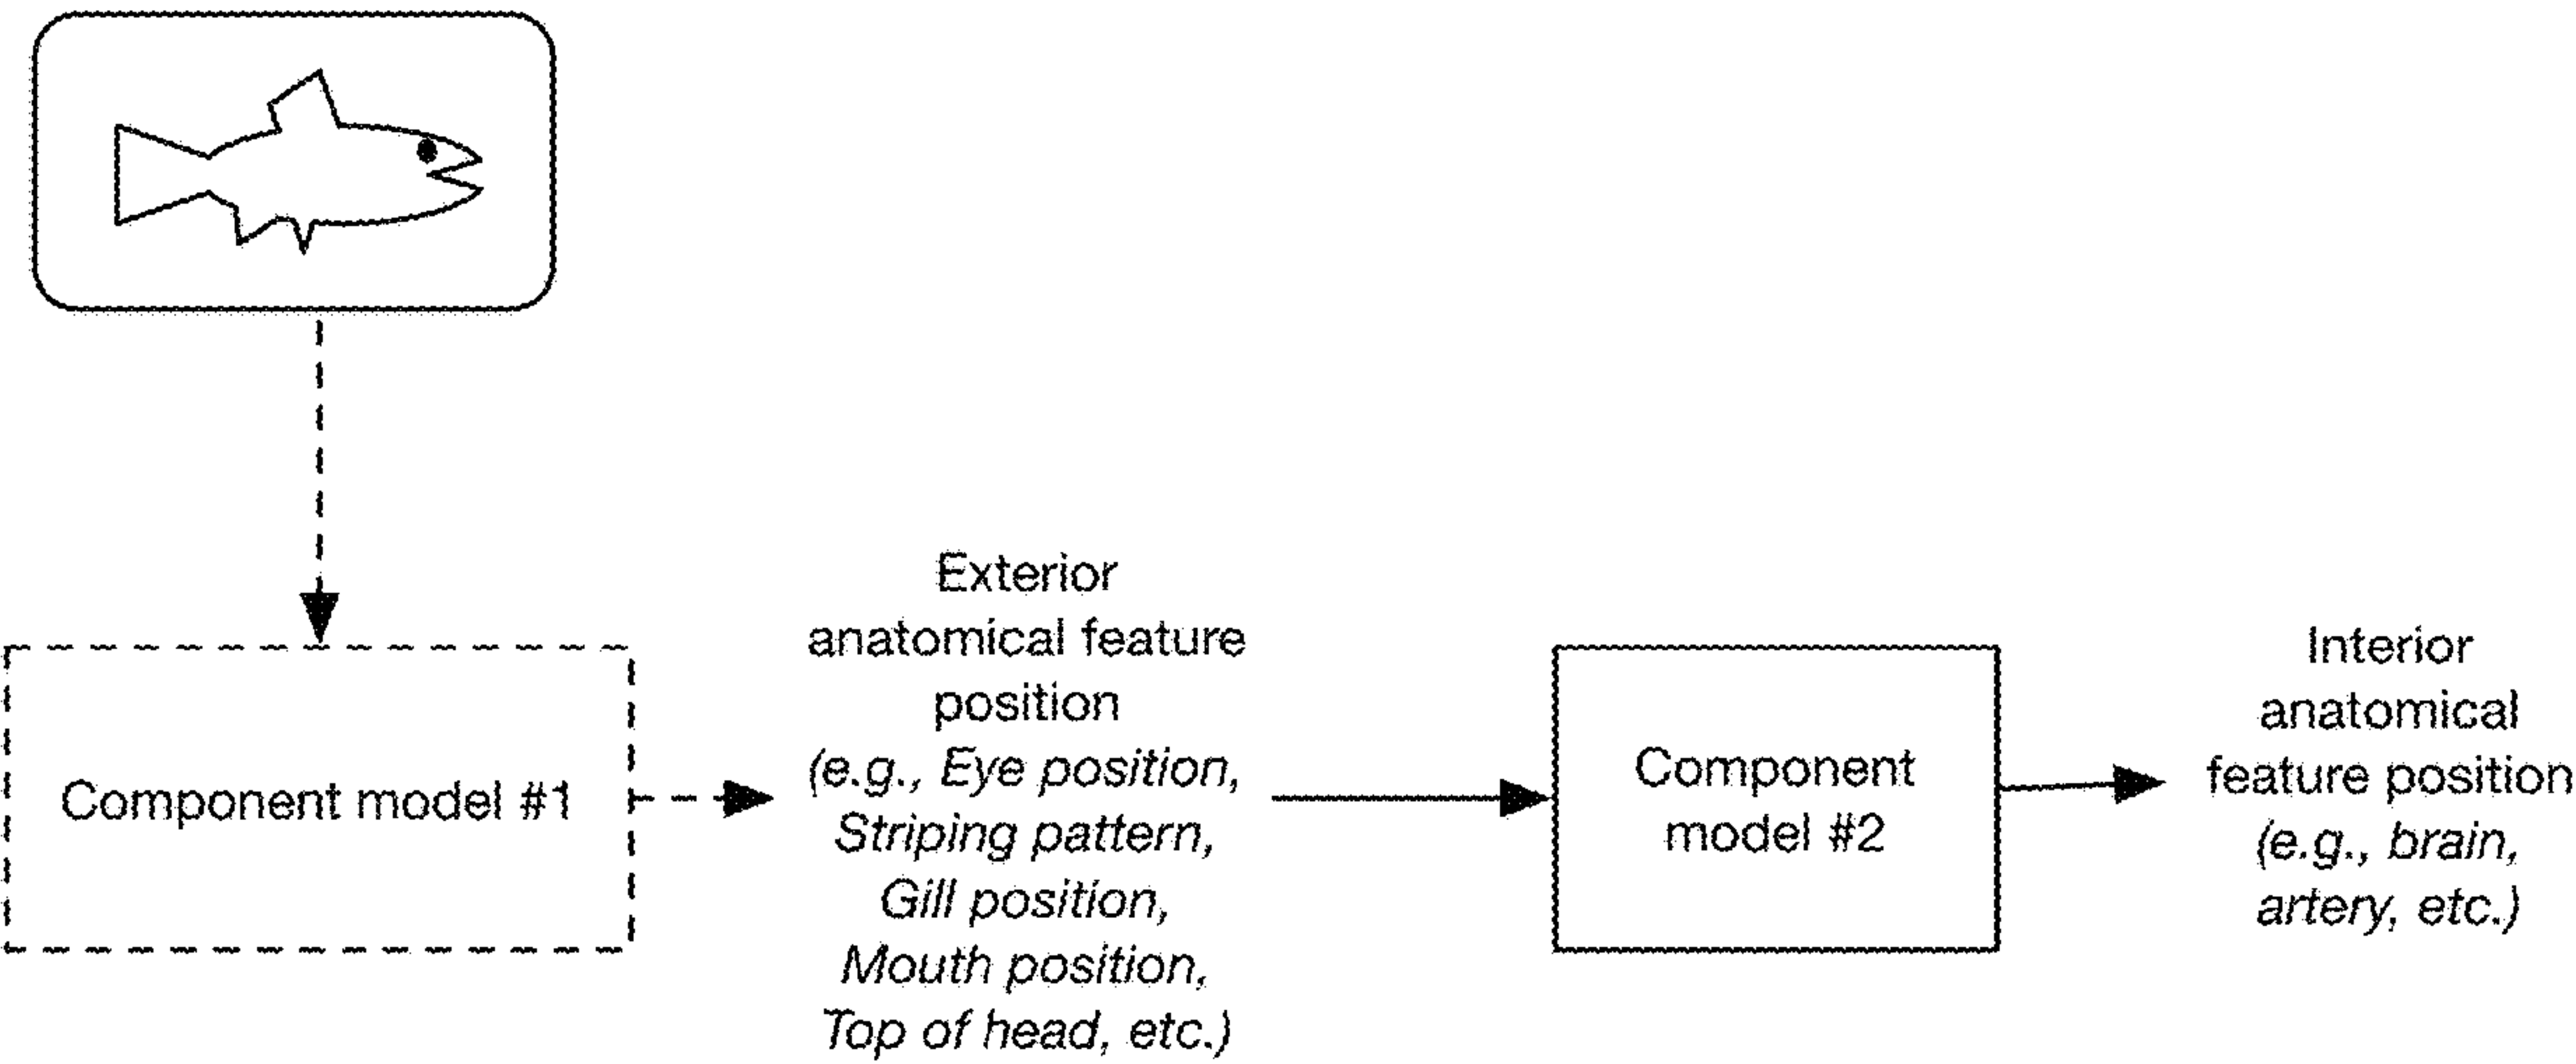 Component model #1
Exterior
anatomical feature
position
(e.g., Eye position,
Striping pattern,
Gill position,
Mouth position,
Top of head, etc.)
Component
model #2
Interior
anatomical
feature position
(e.g., brain,
artery, etc.)